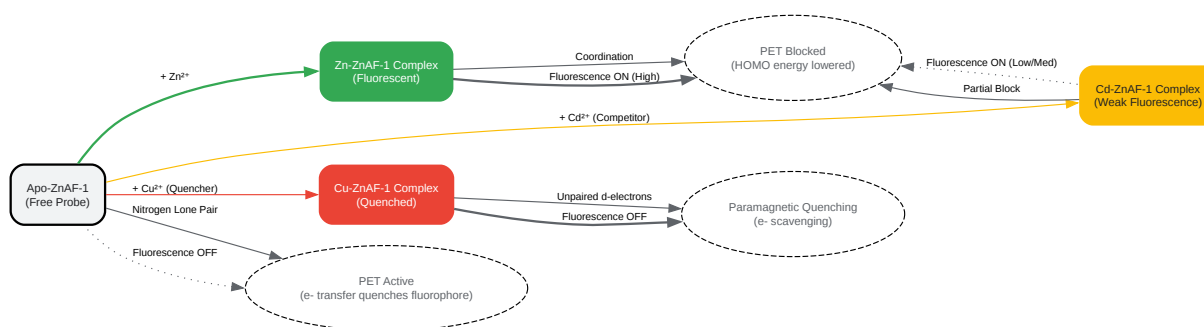 Zn-ZnAF-1 Complex
(Fluorescent)
Coordination
Fluorescence ON (High)
PET Blocked
(HOMO energy lowered)
Fluorescence ON (Low/Med)
Partial Block
Cd-ZnAF-1 Complex
(Weak Fluorescence)
+ Zn²⁺
+ Cd²⁺ (Competitor)
Apo-ZnAF-1
(Free Probe)
+ Cu²⁺ (Quencher)
Nitrogen Lone Pair
Fluorescence OFF
Cu-ZnAF-1 Complex
(Quenched)
Unpaired d-electrons
Fluorescence OFF
Paramagnetic Quenching
(e- scavenging)
PET Active
(e- transfer quenches fluorophore)